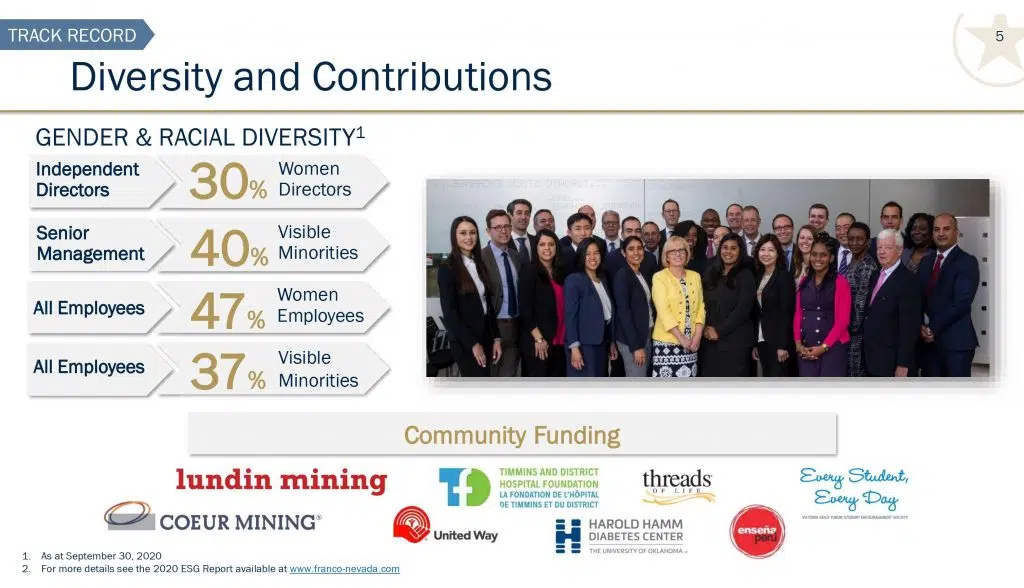 TRACK RECORD
5
Diversity and Contributions
GENDER & RACIAL DIVERSITY¹
Independent
Directors
30%
Women
Directors
Senior
Management
40%
Visible
Minorities
All Employees
47%
Women
Employees
All Employees
37%
Visible
Minorities
Community Funding
lundin mining
TIMMINS AND DISTRICT
HOSPITAL FOUNDATION
LA FONDATION DE L'HÔPITAL
DE TIMMINS ET DU DISTRICT
threads
OF LIFE
Every Student,
Every Day
VICTORIA GOLD YUKON STUDENT ENCOURAGEMENT SOCIETY
COEUR MINING®
United Way
HAROLD HAMM
DIABETES CENTER
THE UNIVERSITY OF OKLAHOMA
enseña
perú
1. As at September 30, 2020
2. For more details see the 2020 ESG Report available at www.franco-nevada.com